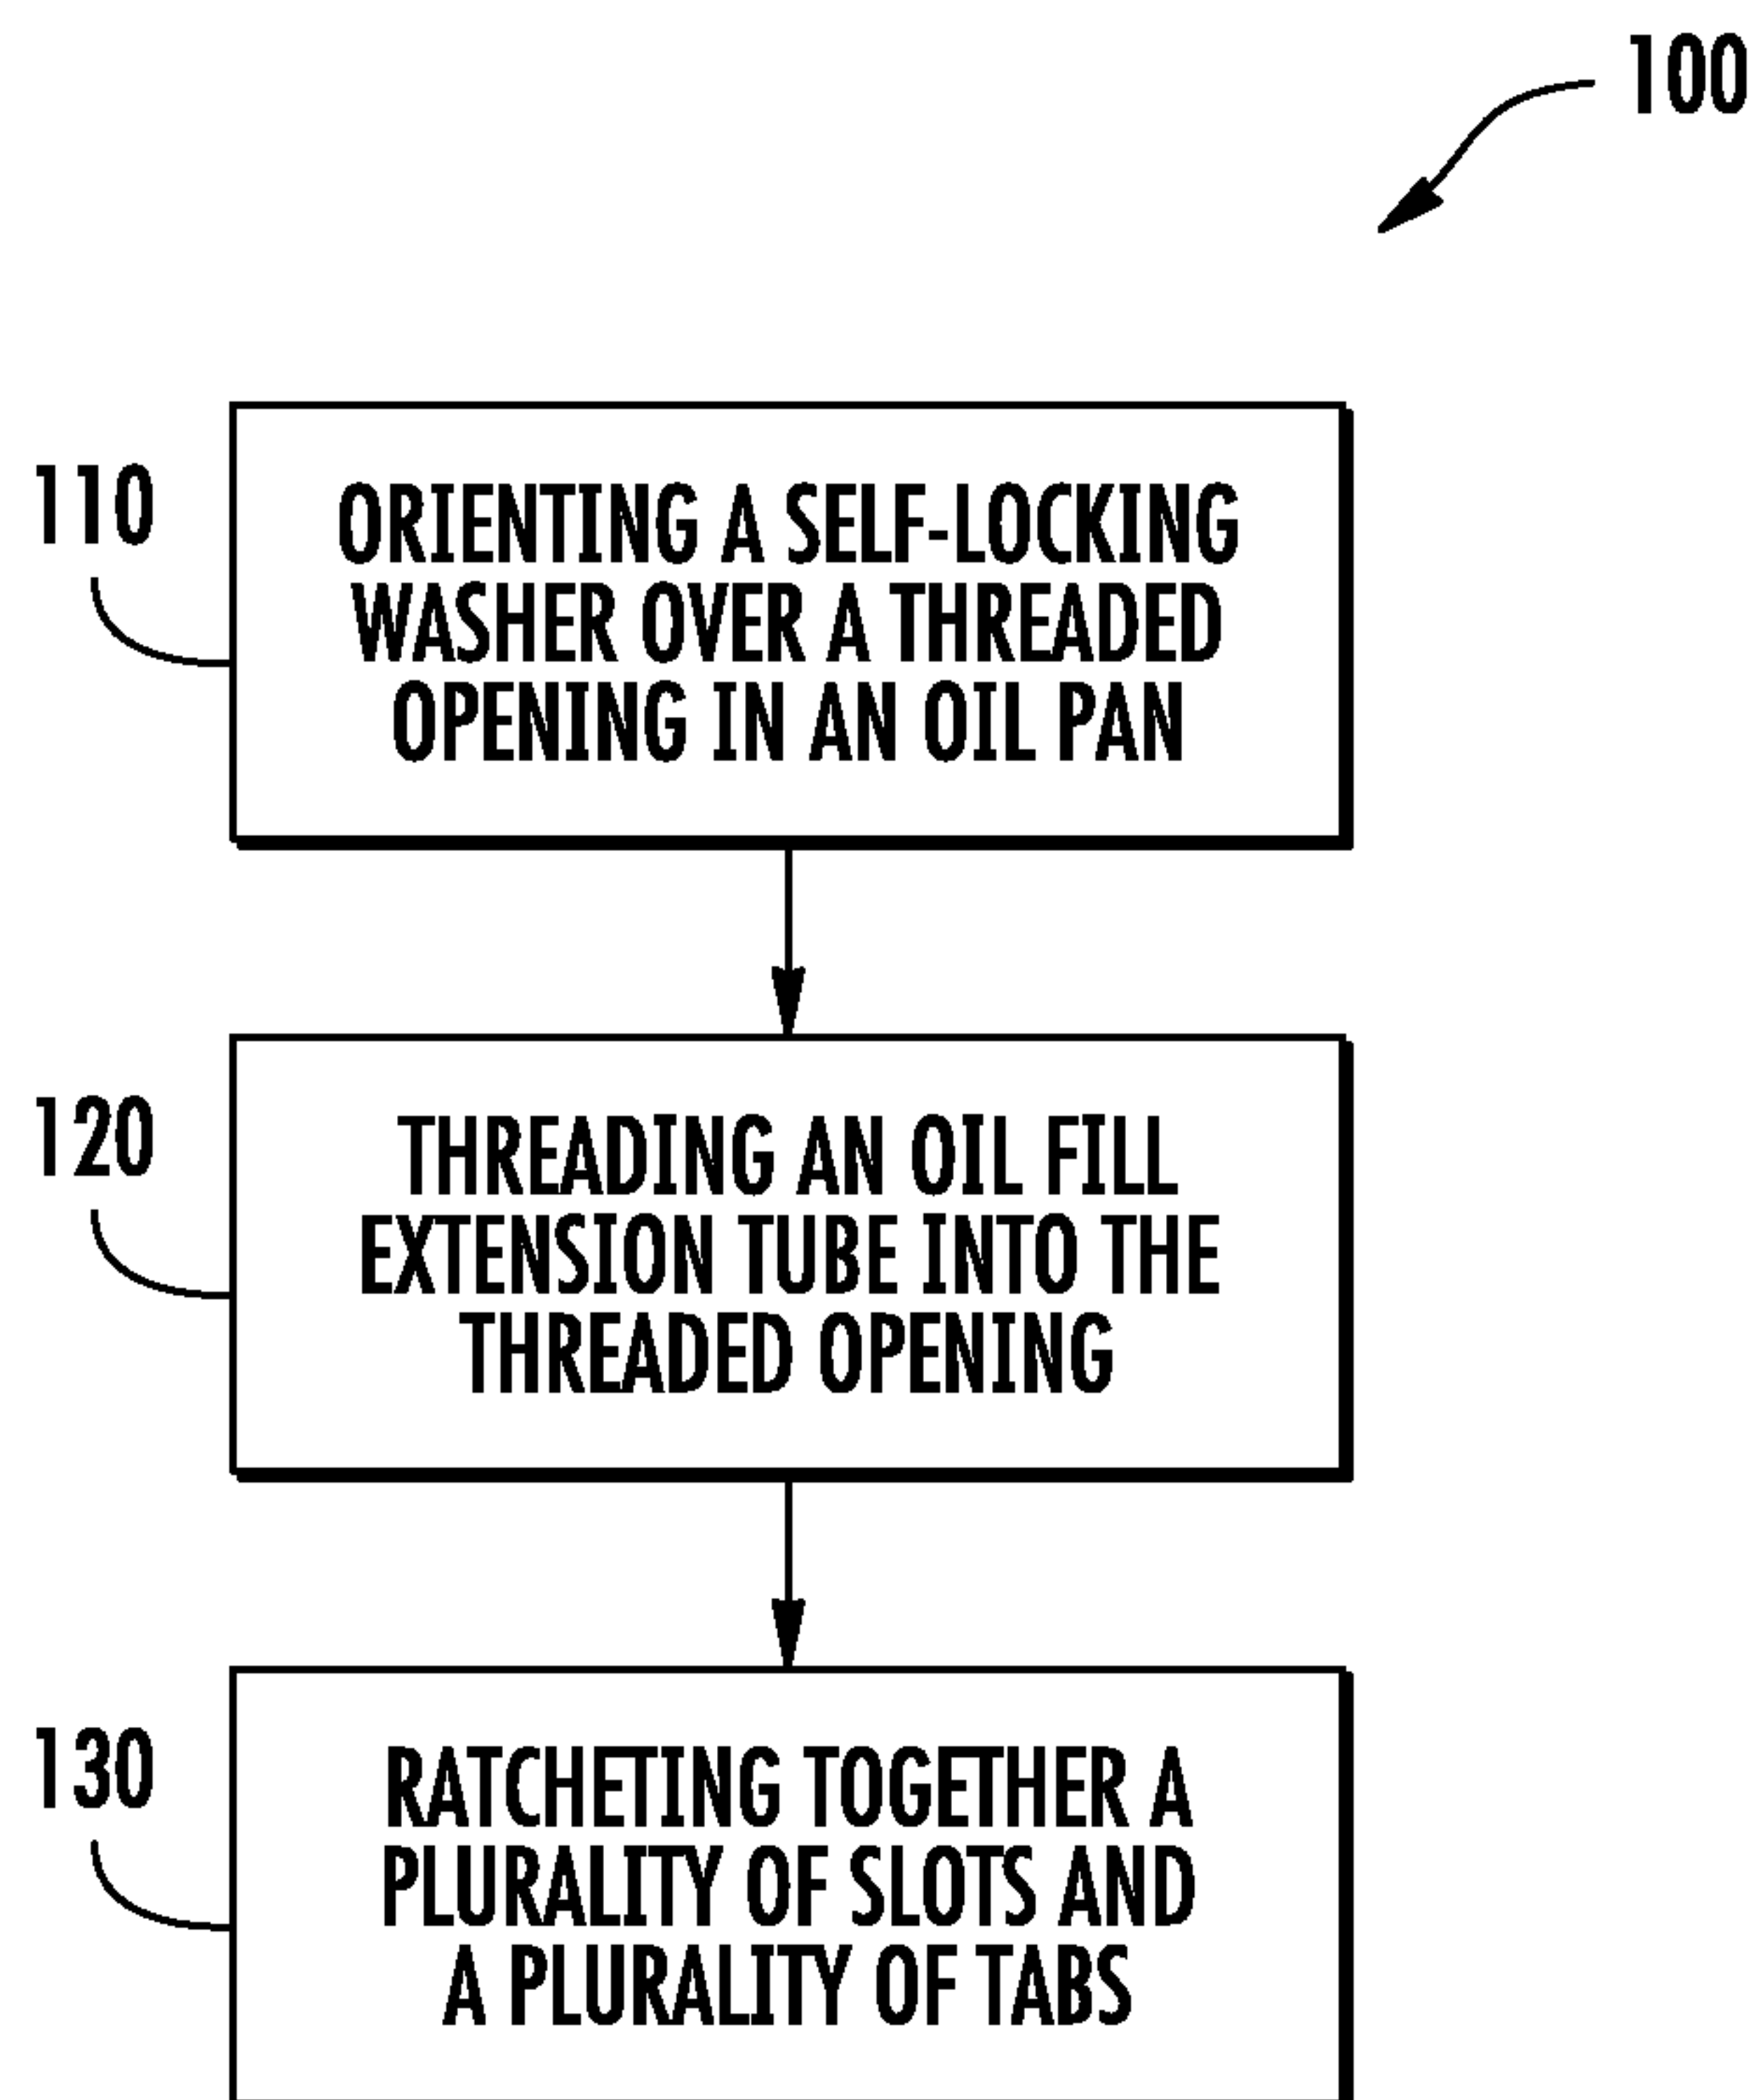 100
110
ORIENTING A SELF-LOCKING
WASHER OVER A THREADED
OPENING IN AN OIL PAN
120
THREADING AN OIL FILL
EXTENSION TUBE INTO THE
THREADED OPENING
130
RATCHETING TOGETHER A
PLURALITY OF SLOTS AND
A PLURALITY OF TABS